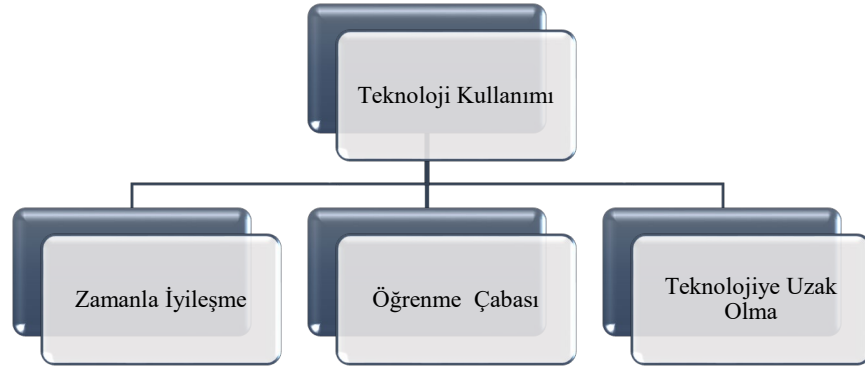 Teknoloji Kullanımı
Zamanla İyileşme
Öğrenme Çabası
Teknolojiye Uzak
Olma